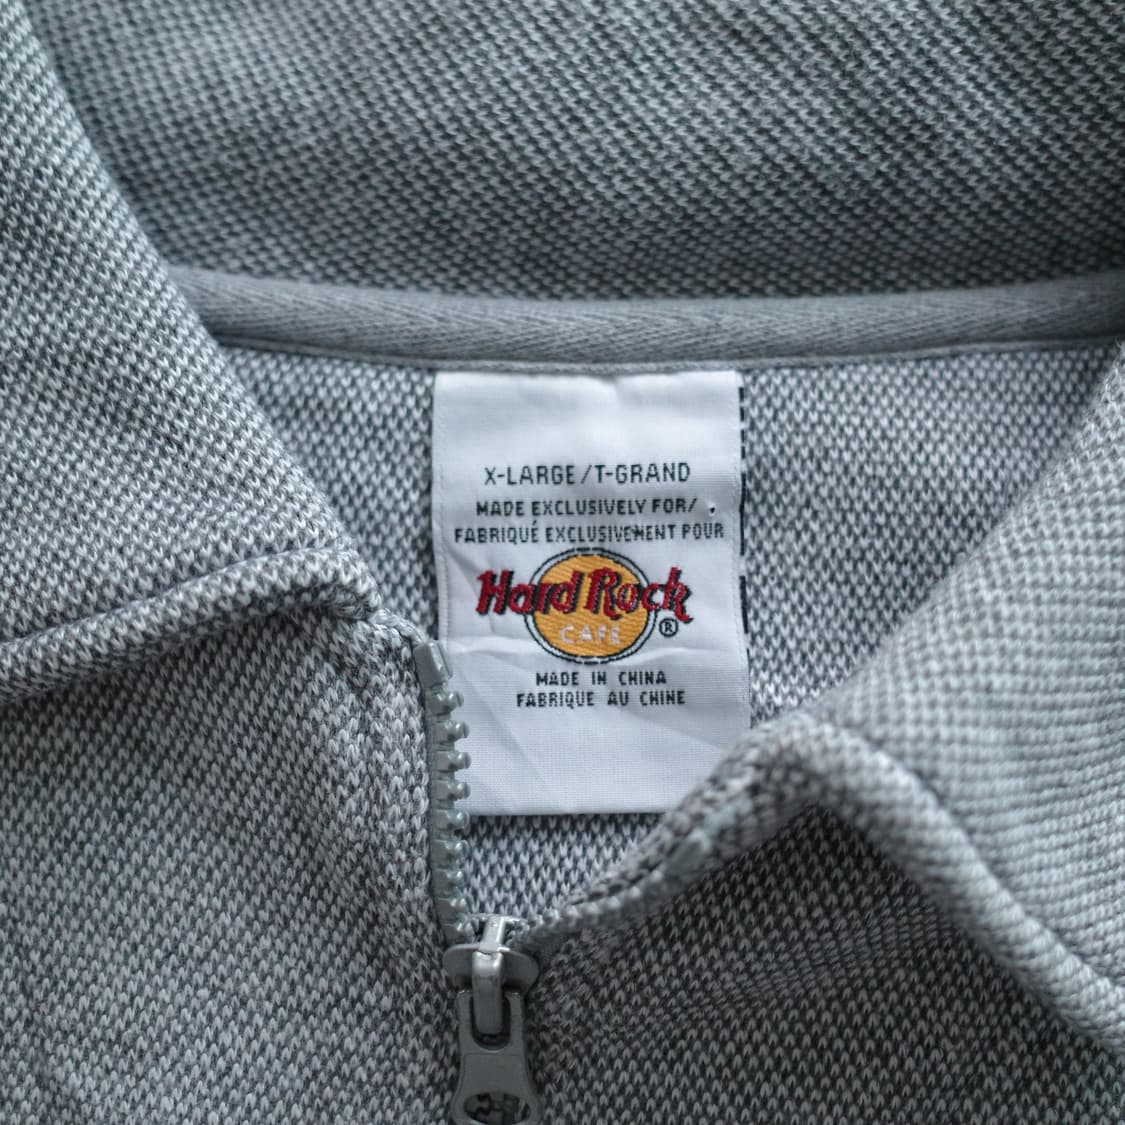 X-LARGE/T-GRAND
MADE EXCLUSIVELY FOR/
FABRIQUÉ EXCLUSIVEMENT POUR
Hard Rock
CAFE
®
MADE IN CHINA
FABRIQUE AU CHINE